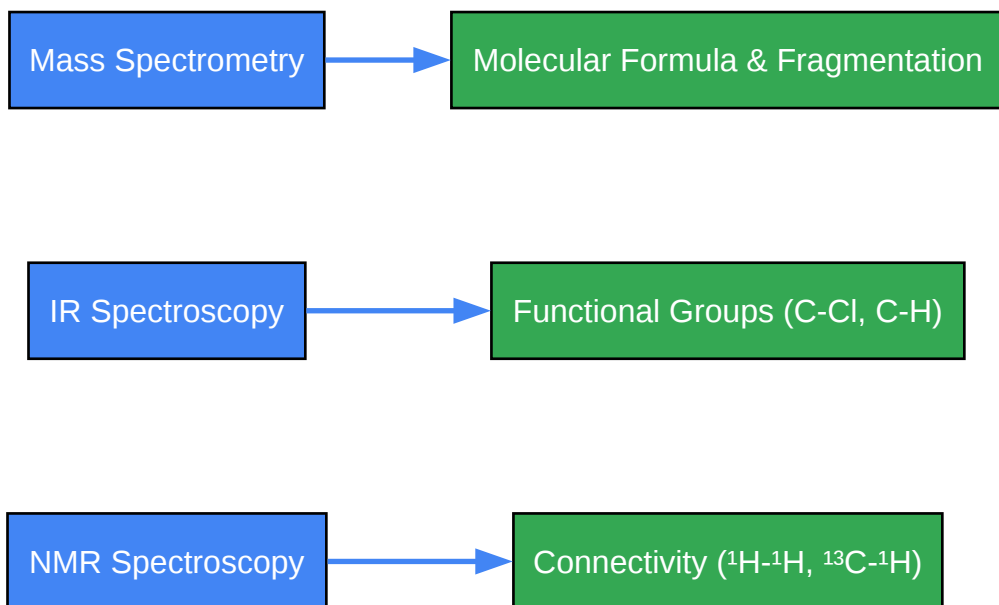 Mass Spectrometry
Molecular Formula & Fragmentation
IR Spectroscopy
Functional Groups (C-Cl, C-H)
NMR Spectroscopy
Connectivity (¹H-¹H, ¹³C-¹H)